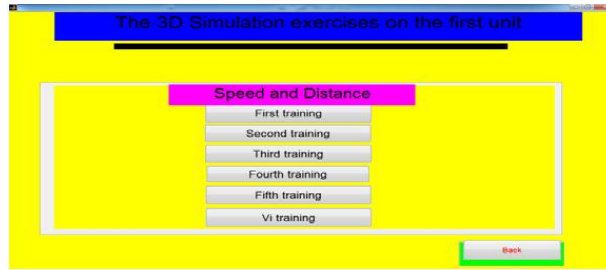 The 3D Simulation exercises on the first unit
Speed and Distance
First training
Second training
Third training
Fourth training
Fifth training
Vi training
Back